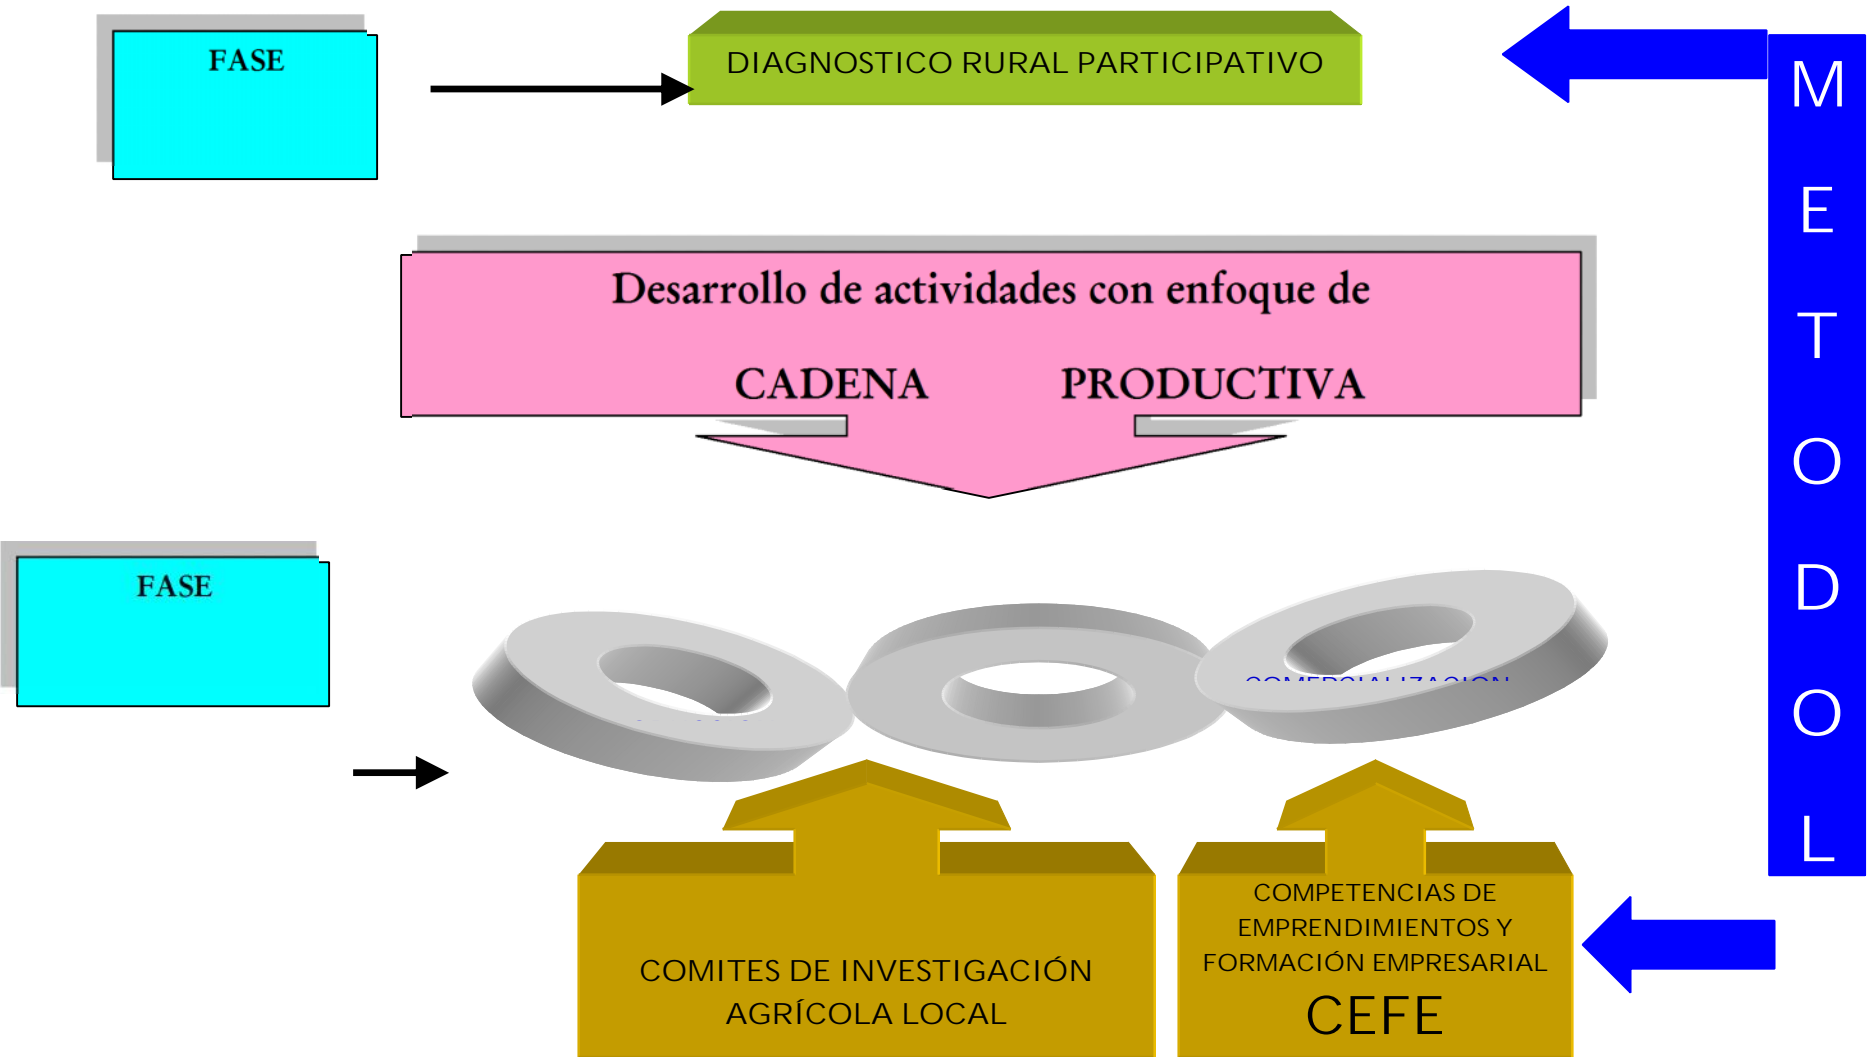 FASE
DIAGNOSTICO RURAL PARTICIPATIVO
Desarrollo de actividades con enfoque de
CADENA PRODUCTIVA
FASE
COMERCIALIZACION
COMITES DE INVESTIGACIÓN
AGRÍCOLA LOCAL
COMPETENCIAS DE
EMPRENDIMIENTOS Y
FORMACIÓN EMPRESARIAL
CEFE
M
E
T
O
D
O
L